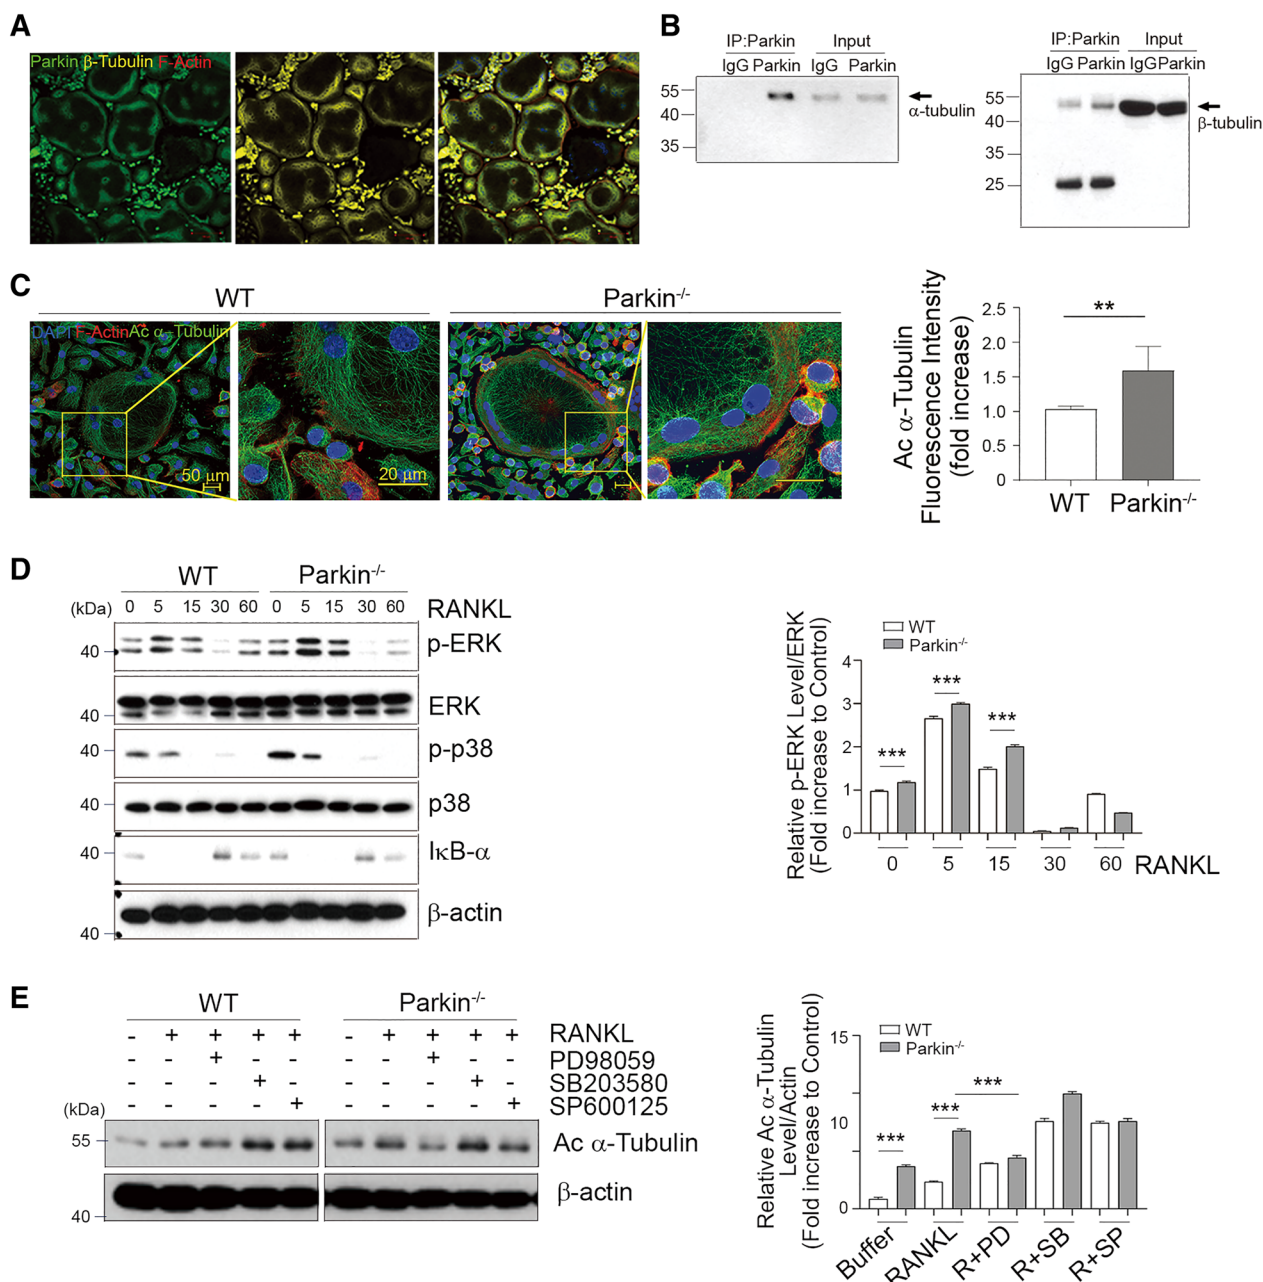 A
Parkin β-Tubulin F-Actin
B
IP:Parkin Input
IgG Parkin IgG Parkin
55
40
35
α-tubulin
IP:Parkin Input
IgG Parkin IgGParkin
55
40
35
25
β-tubulin
C
WT
Parkin-/-
DAPI F-ActinAc α-Tubulin
50 μm
20 μm
Ac α-Tubulin
Fluorescence Intensity
(fold increase)
2.5
2.0
1.5
1.0
0.5
0
**
WT Parkin-/-
D
WT Parkin-/-
(kDa) 0 5 15 30 60 0 5 15 30 60 RANKL
40 p-ERK
40 ERK
40 p-p38
40 p38
40 IκB-α
40 β-actin
Relative p-ERK Level/ERK
(Fold increase to Control)
WT
Parkin-/-
4
3
2
1
0
*** *** ***
0 5 15 30 60 RANKL
E
WT Parkin-/-
- + + + + - + + + + RANKL
- - + - - - - + - - PD98059
- - - + - - - - + - SB203580
- - - - + - - - - + SP600125
(kDa)
55 Ac α-Tubulin
40 β-actin
Relative Ac α-Tubulin
Level/Actin
(Fold increase to Control)
WT
Parkin-/-
15
10
0
*** *** ***
Buffer RANKL R+PD R+SB R+SP